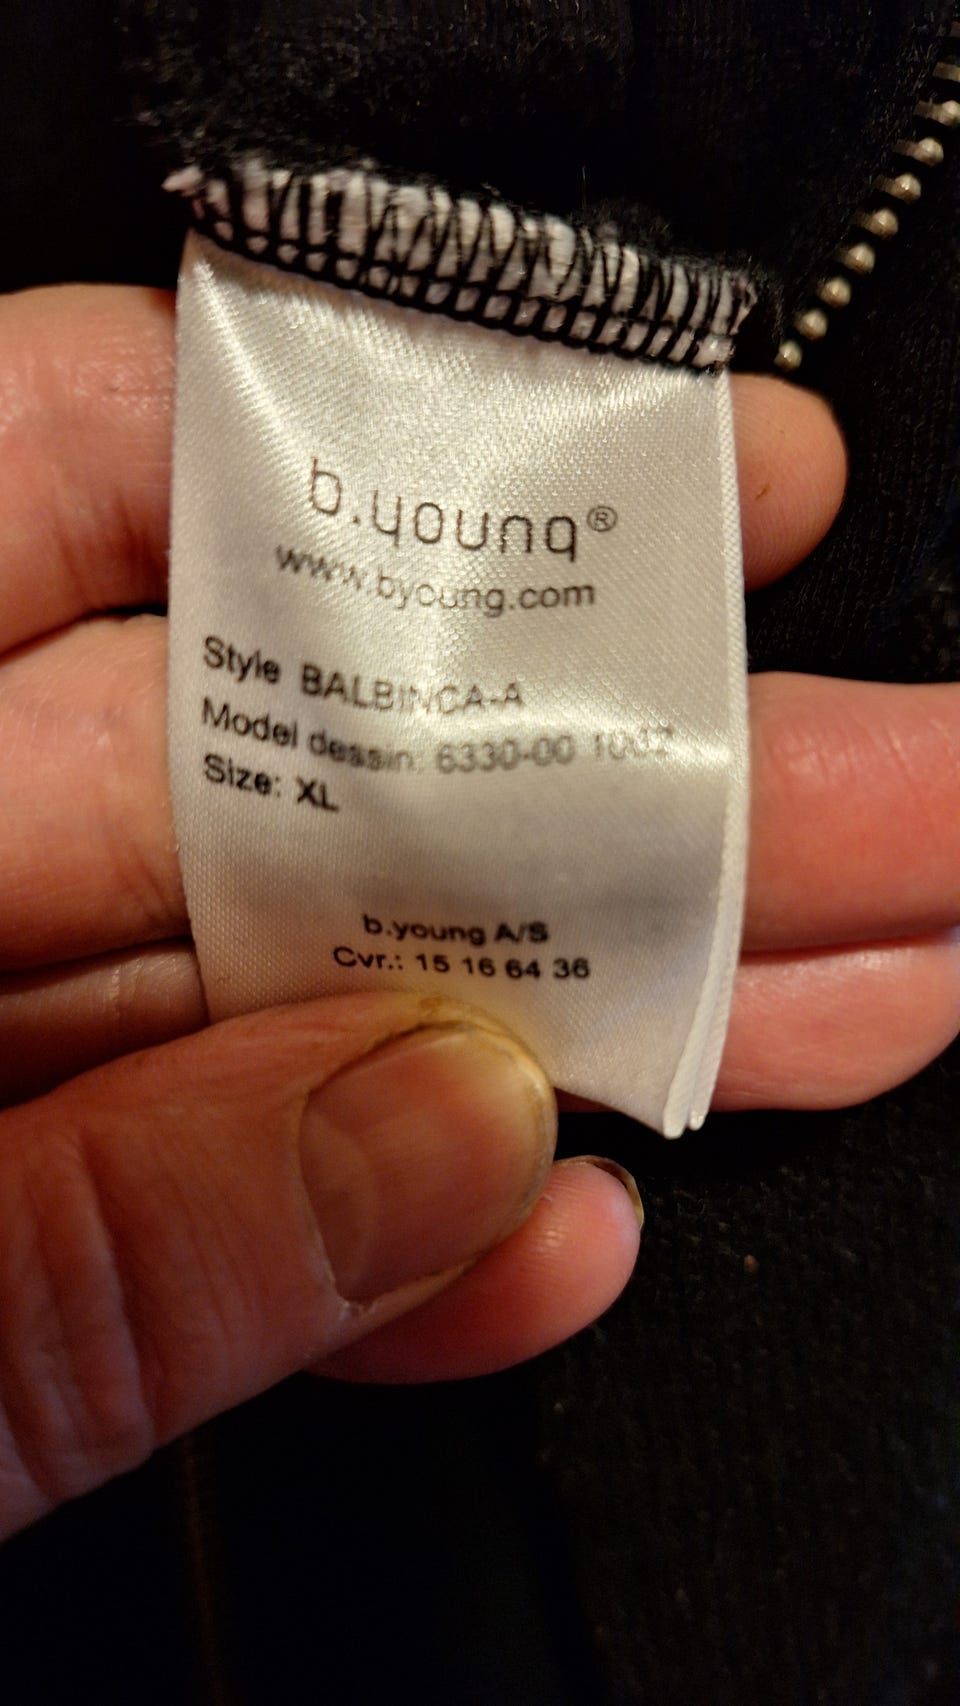 b.young®
www.byoung.com
Style BALBINCA-A
Model dessin: 6330-00
Size: XL
b.young A/S
Cvr.: 15 16 64 36